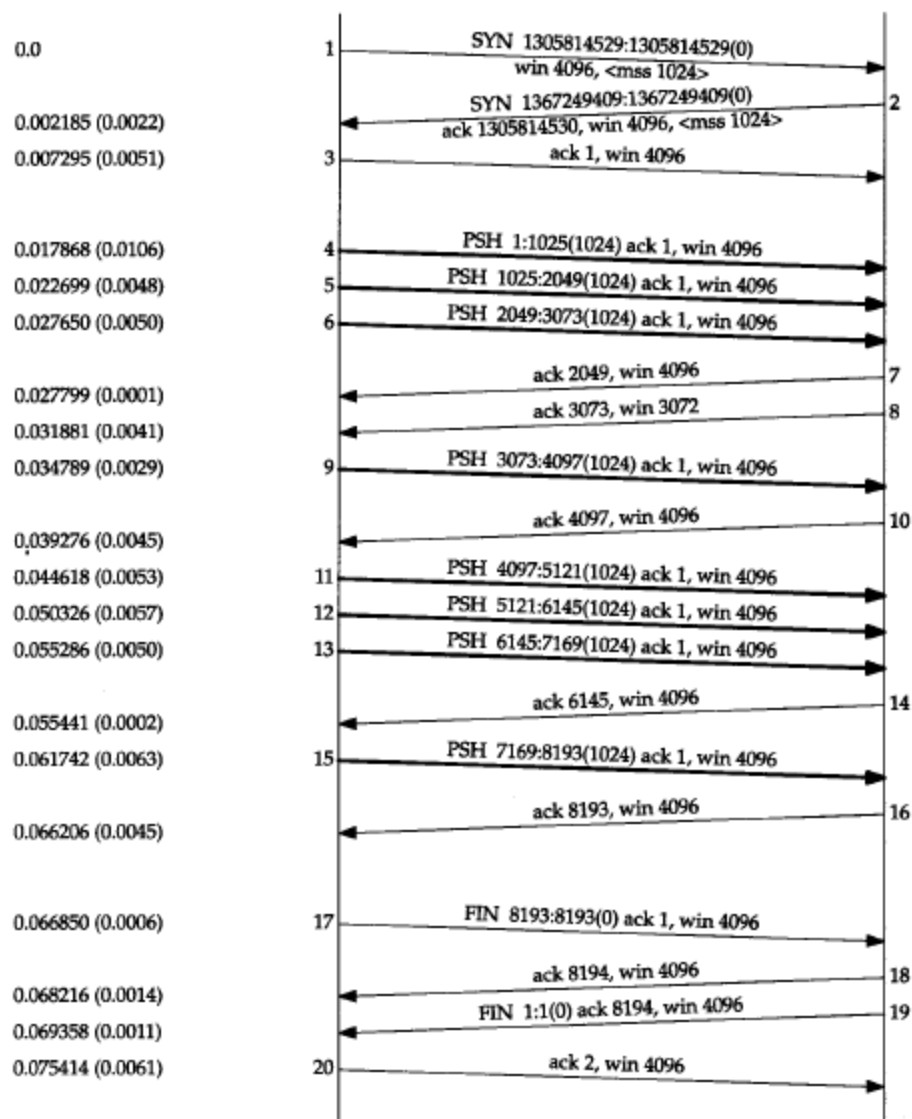 0.0 1 SYN 1305814529:1305814529(0)
win 4096, <mss 1024>
SYN 1367249409:1367249409(0) 2
0.002185 (0.0022) ack 1305814530, win 4096, <mss 1024>
0.007295 (0.0051) 3 ack 1, win 4096
0.017868 (0.0106) 4 PSH 1:1025(1024) ack 1, win 4096
0.022699 (0.0048) 5 PSH 1025:2049(1024) ack 1, win 4096
0.027650 (0.0050) 6 PSH 2049:3073(1024) ack 1, win 4096
ack 2049, win 4096 7
0.027799 (0.0001)
ack 3073, win 3072 8
0.031881 (0.0041)
0.034789 (0.0029) 9 PSH 3073:4097(1024) ack 1, win 4096
ack 4097, win 4096 10
0.039276 (0.0045)
0.044618 (0.0053) 11 PSH 4097:5121(1024) ack 1, win 4096
0.050326 (0.0057) 12 PSH 5121:6145(1024) ack 1, win 4096
0.055286 (0.0050) 13 PSH 6145:7169(1024) ack 1, win 4096
ack 6145, win 4096 14
0.055441 (0.0002)
0.061742 (0.0063) 15 PSH 7169:8193(1024) ack 1, win 4096
ack 8193, win 4096 16
0.066206 (0.0045)
0.066850 (0.0006) 17 FIN 8193:8193(0) ack 1, win 4096
ack 8194, win 4096 18
0.068216 (0.0014)
FIN 1:1(0) ack 8194, win 4096 19
0.069358 (0.0011)
0.075414 (0.0061) 20 ack 2, win 4096